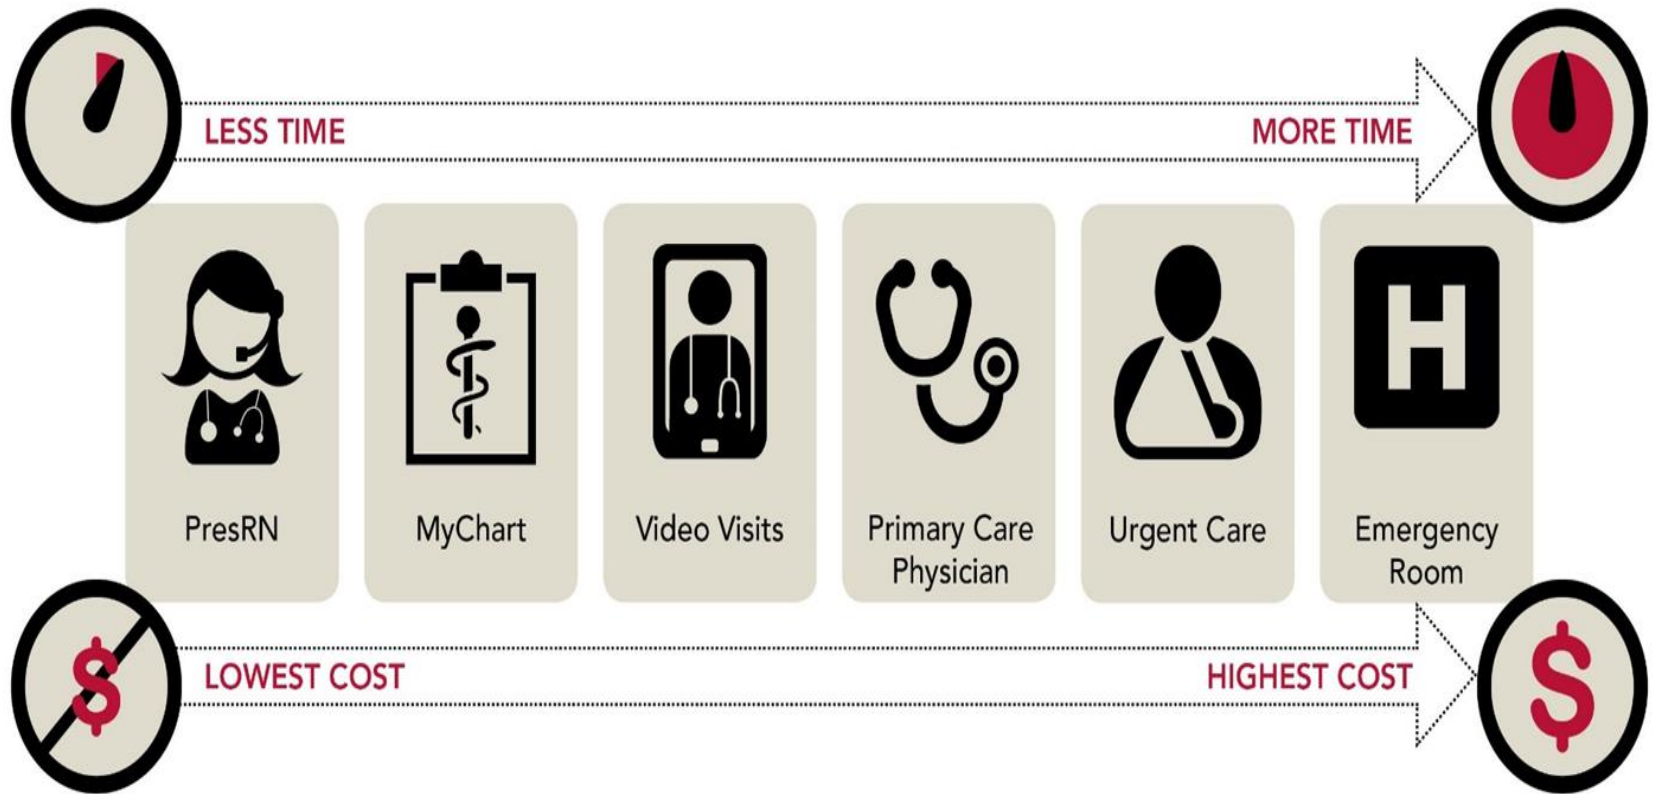 LESS TIME
MORE TIME
H
PresRN
MyChart
Video Visits
Primary Care
Physician
Urgent Care
Emergency
Room
$
LOWEST COST
HIGHEST COST
$